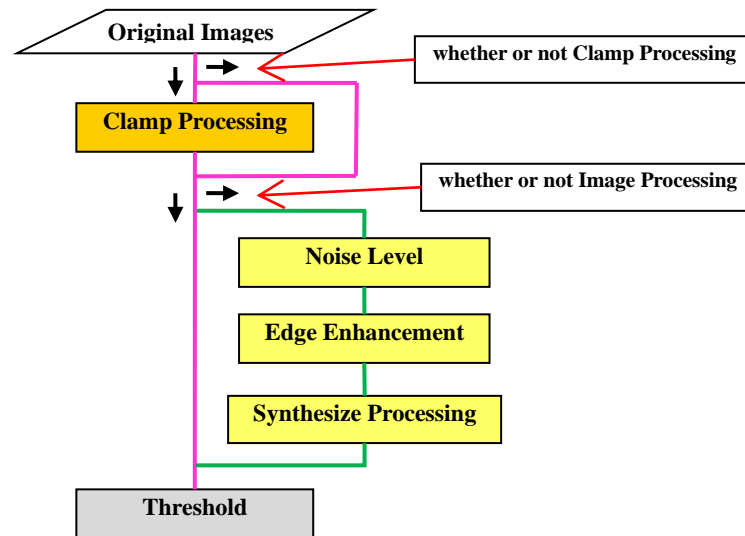 Original Images
whether or not Clamp Processing
Clamp Processing
whether or not Image Processing
Noise Level
Edge Enhancement
Synthesize Processing
Threshold